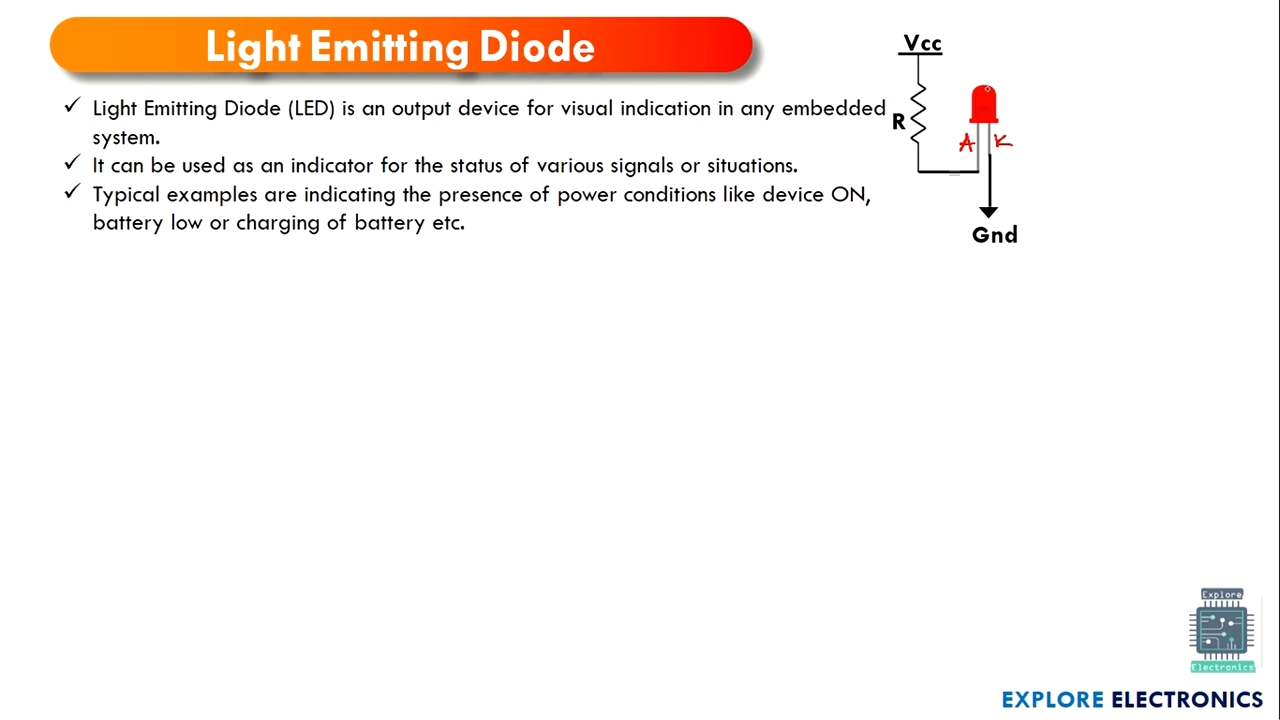 Light Emitting Diode
✓ Light Emitting Diode (LED) is an output device for visual indication in any embedded
system.
✓ It can be used as an indicator for the status of various signals or situations.
✓ Typical examples are indicating the presence of power conditions like device ON,
battery low or charging of battery etc.
Vcc
R
A K
Gnd
Explore
Electronics
EXPLORE ELECTRONICS